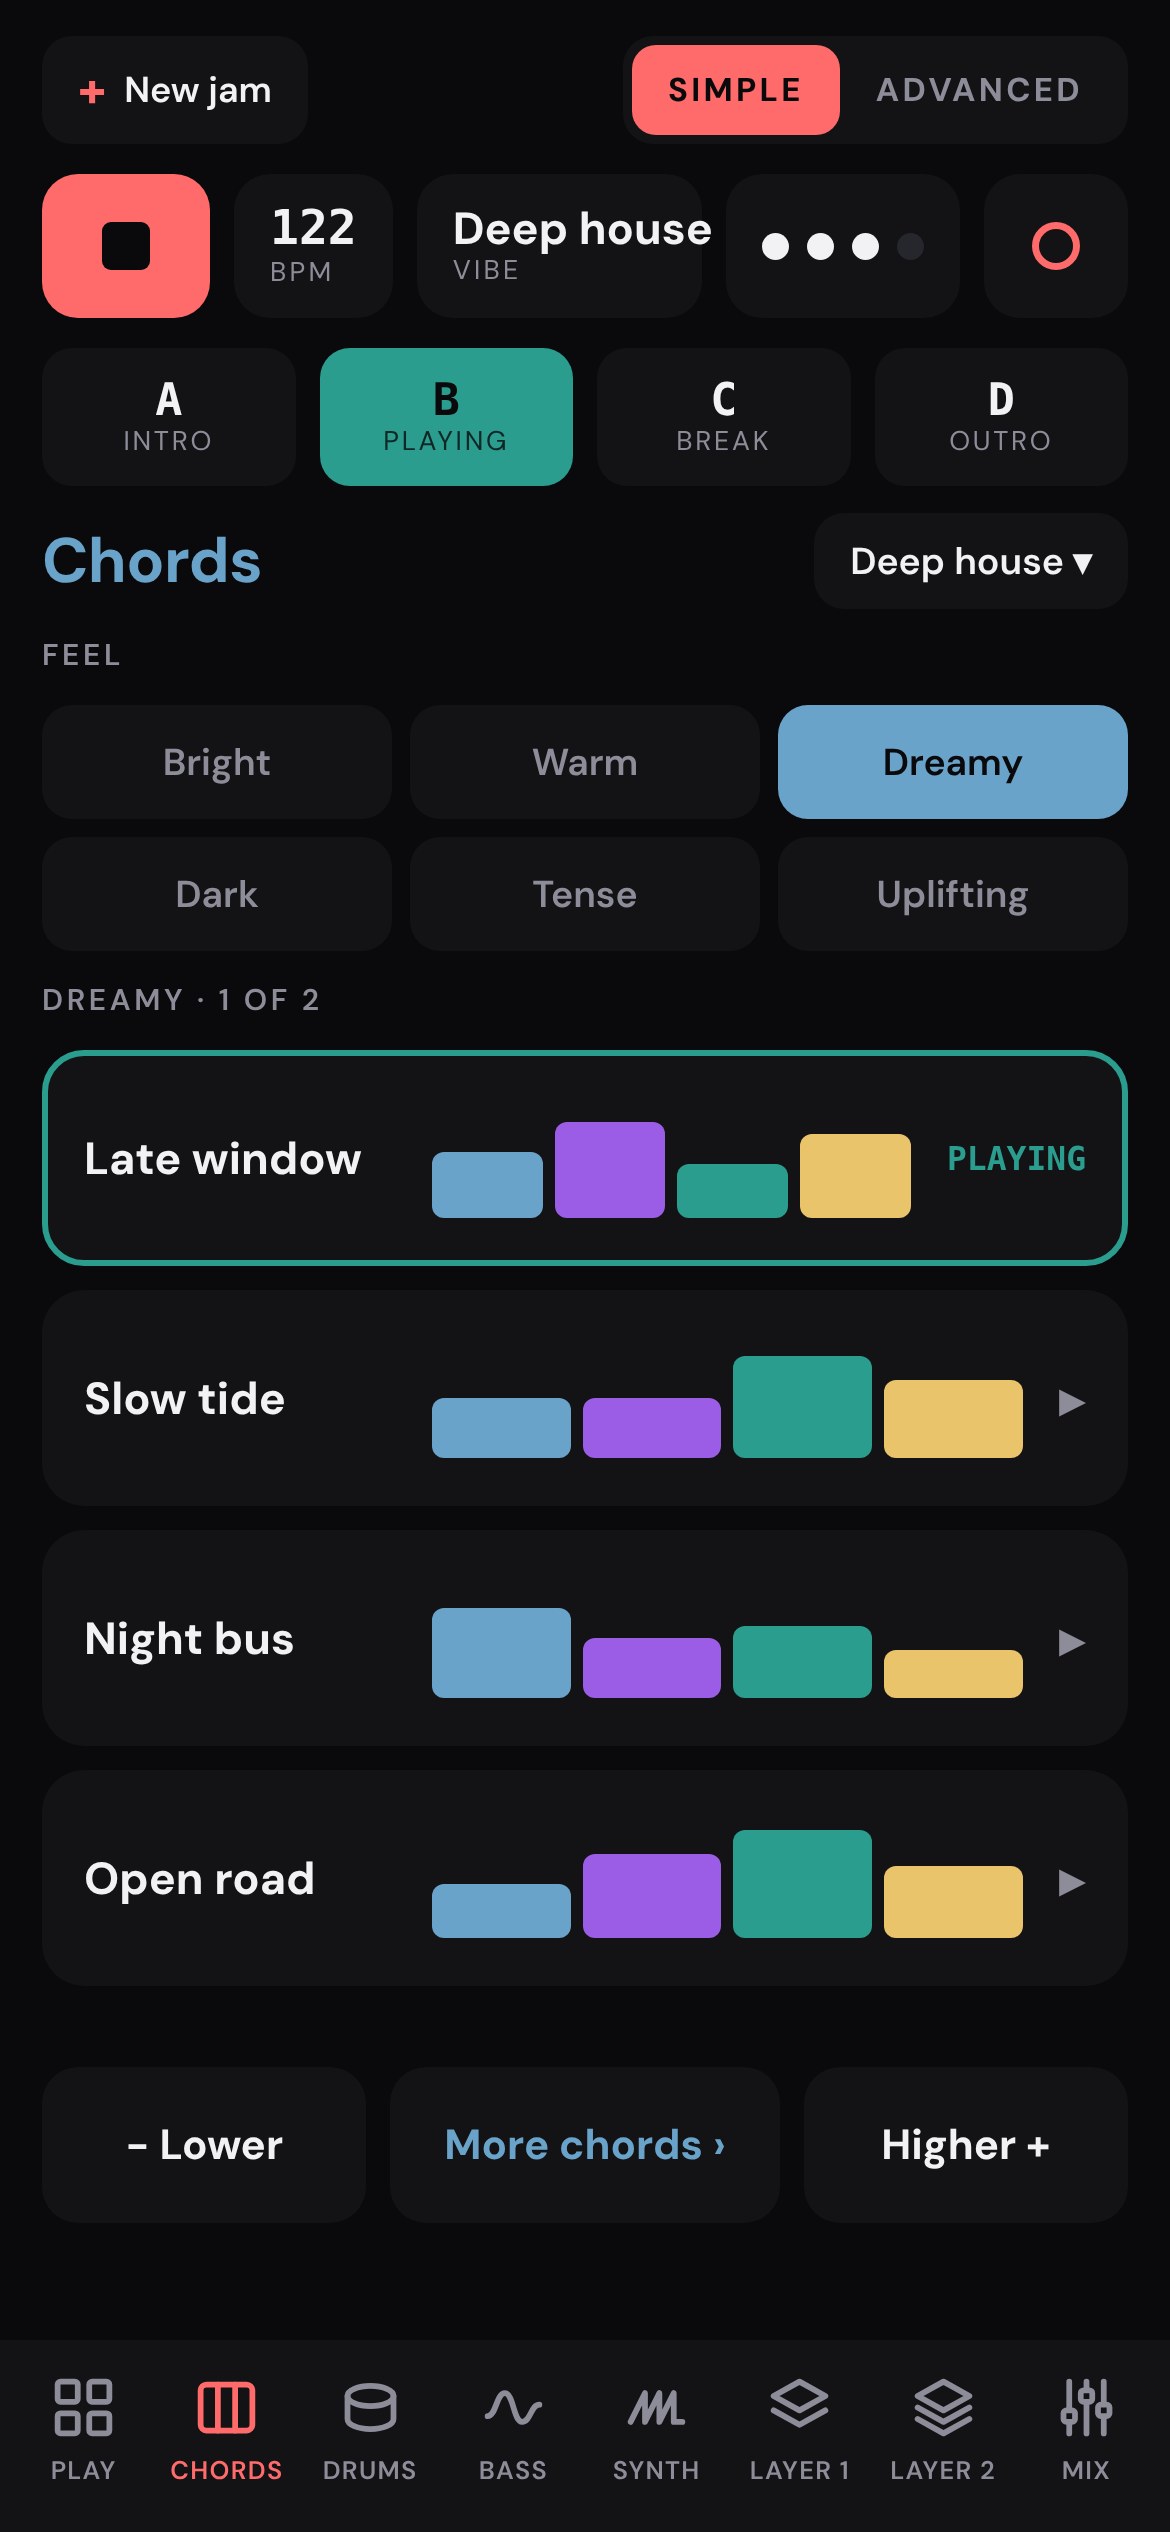 + New jam
SIMPLE
ADVANCED
122
BPM
Deep house
VIBE
A
INTRO
B
PLAYING
C
BREAK
D
OUTRO
Chords
Deep house ▼
FEEL
Bright
Warm
Dreamy
Dark
Tense
Uplifting
DREAMY · 1 OF 2
Late window
PLAYING
Slow tide
Night bus
Open road
− Lower
More chords ›
Higher +
PLAY
CHORDS
DRUMS
BASS
SYNTH
LAYER 1
LAYER 2
MIX